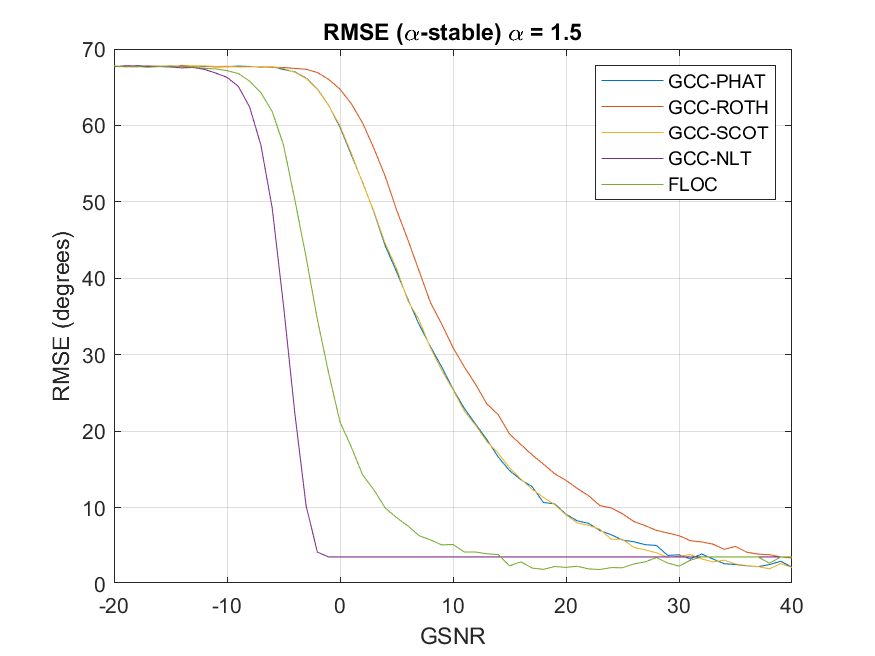 RMSE (α-stable) α = 1.5
70
60
50
40
30
20
10
0
RMSE (degrees)
GCC-PHAT
GCC-ROTH
GCC-SCOT
GCC-NLT
FLOC
-20
-10
0
10
20
30
40
GSNR